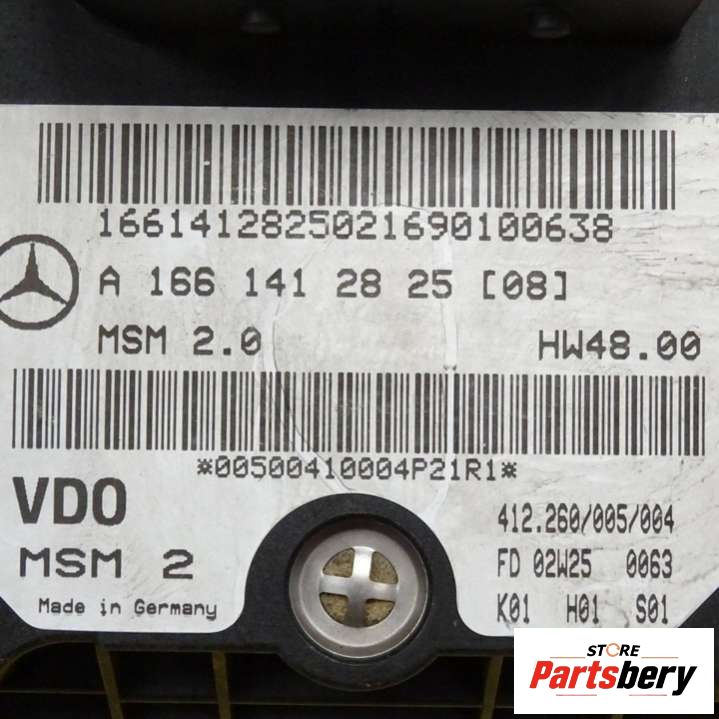 1661412825021690100638
A 166 141 28 25 [08]
MSM 2.0 HW48.00
*00500410004P21R1*
VDO
412.260/005/004
MSM 2
FD 02W25 0063
Made in Germany
K01 H01 S01
STORE
Partsbery